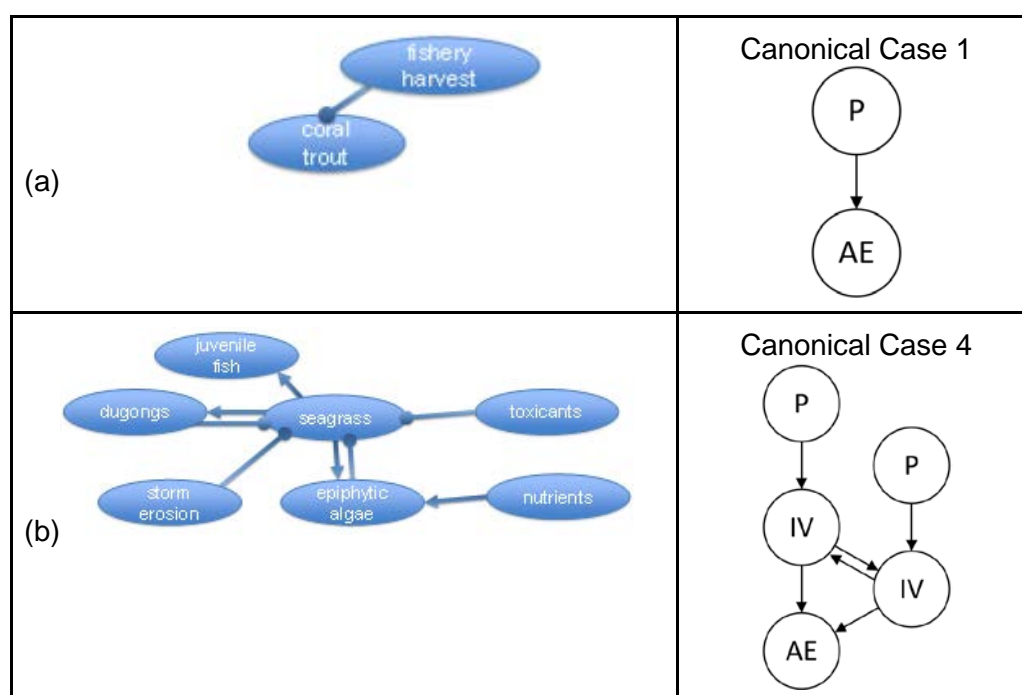 (a)
fishery
harvest
coral
trout
Canonical Case 1
P
AE
(b)
juvenile
fish
dugongs
seagrass
toxicants
storm
erosion
epiphytic
algae
nutrients
Canonical Case 4
P
P
IV
IV
AE